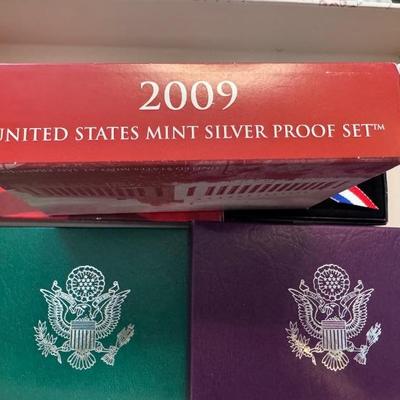 2009
UNITED STATES MINT SILVER PROOF SET™